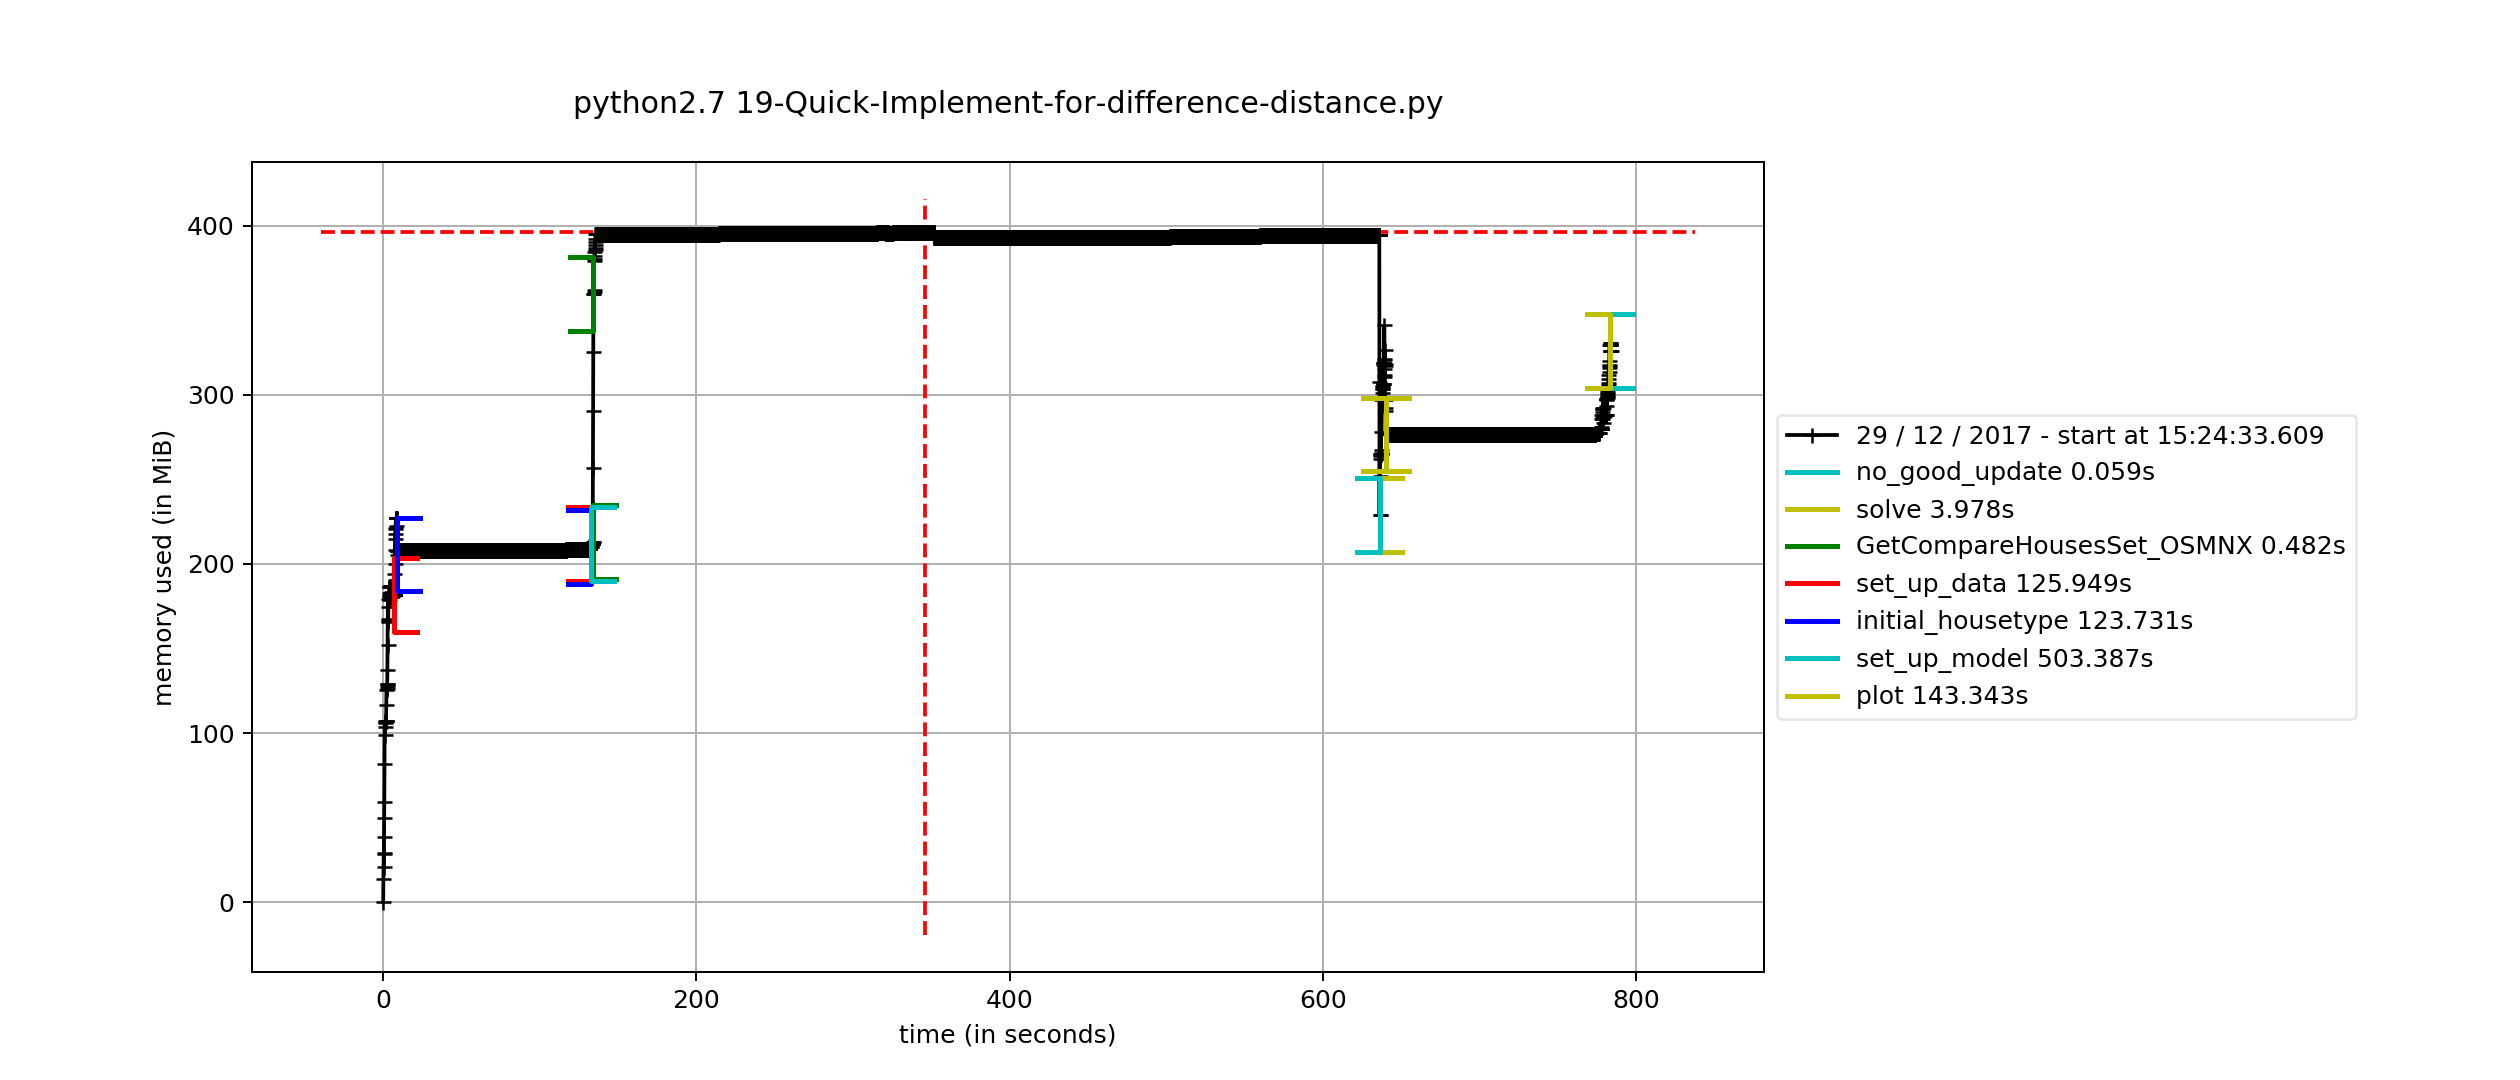 python2.7 19-Quick-Implement-for-difference-distance.py
400
300
200
100
0
memory used (in MiB)
0 200 400 600 800
time (in seconds)
29 / 12 / 2017 - start at 15:24:33.609
no_good_update 0.059s
solve 3.978s
GetCompareHousesSet_OSMNX 0.482s
set_up_data 125.949s
initial_housetype 123.731s
set_up_model 503.387s
plot 143.343s